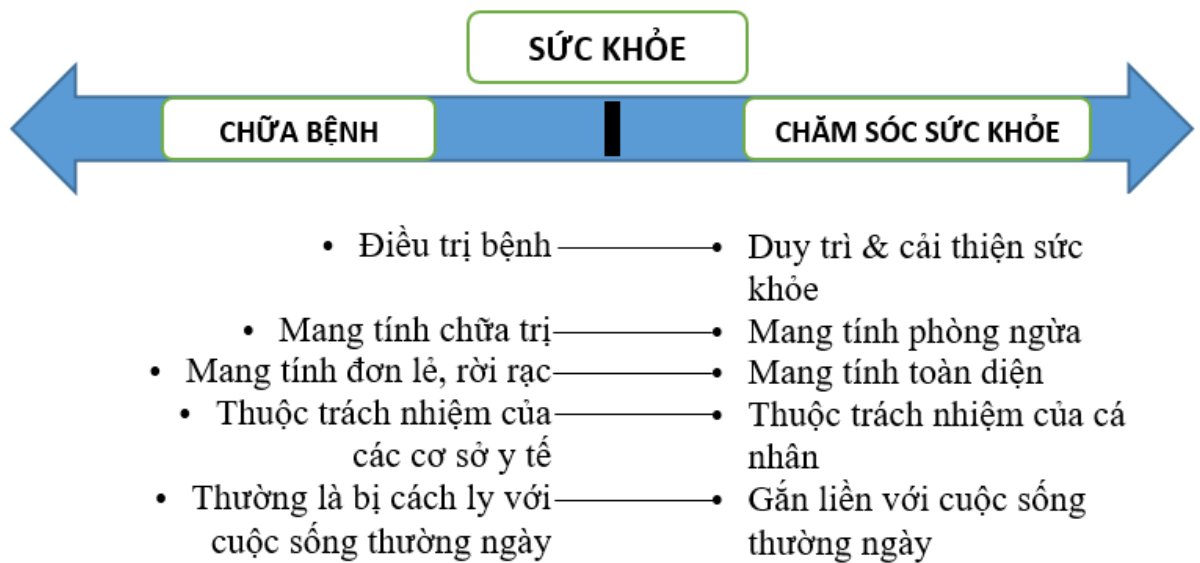 SỨC KHỎE
CHỮA BỆNH
CHĂM SÓC SỨC KHỎE
• Điều trị bệnh
• Duy trì & cải thiện sức
khỏe
• Mang tính chữa trị
• Mang tính phòng ngừa
• Mang tính đơn lẻ, rời rạc
• Mang tính toàn diện
• Thuộc trách nhiệm của
các cơ sở y tế
• Thuộc trách nhiệm của cá
nhân
• Thường là bị cách ly với
cuộc sống thường ngày
• Gắn liền với cuộc sống
thường ngày